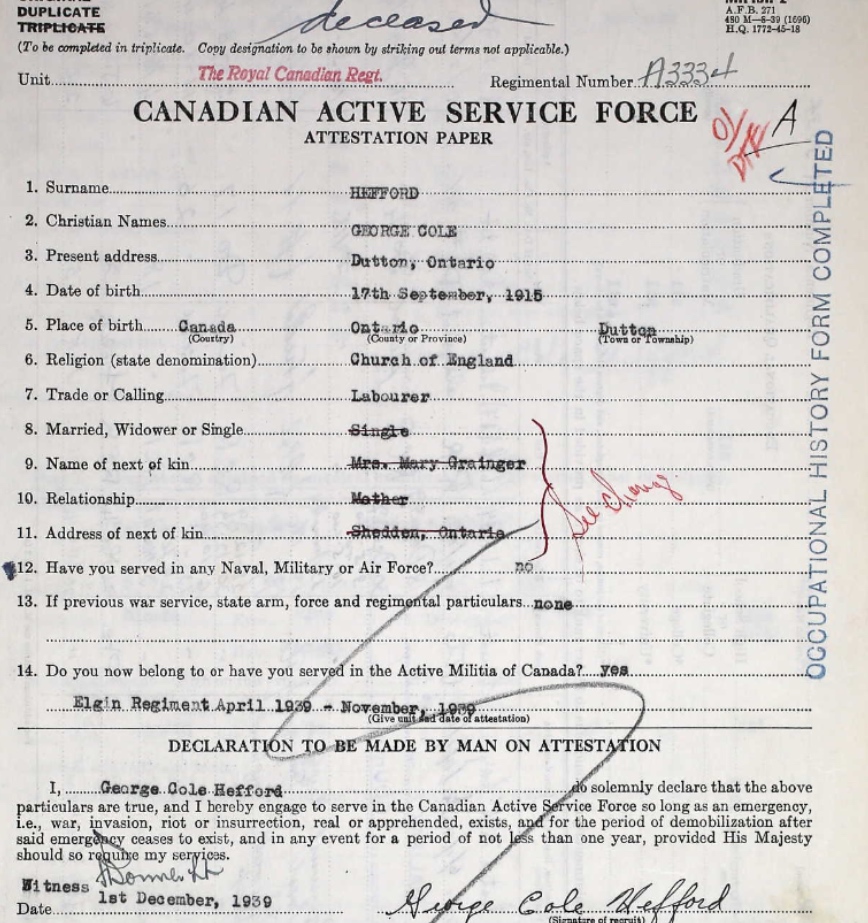 DUPLICATE
TRIPLICATE
deceased
A.F.B. 271
480 M—8-39 (1696)
H.Q. 1772-45-18
(To be completed in triplicate. Copy designation to be shown by striking out terms not applicable.)
Unit The Royal Canadian Regt. Regimental Number A3334
CANADIAN ACTIVE SERVICE FORCE
ATTESTATION PAPER
A
1. Surname HEFFORD
2. Christian Names GEORGE COLE
3. Present address Dutton, Ontario
4. Date of birth 17th September, 1915
5. Place of birth Canada Ontario Dutton
(Country) (County or Province) (Town or Township)
6. Religion (state denomination) Church of England
7. Trade or Calling Labourer
8. Married, Widower or Single Single
9. Name of next of kin Mrs. Mary Grainger
10. Relationship Mother
11. Address of next of kin Shedden, Ontario
See Change
12. Have you served in any Naval, Military or Air Force? no
13. If previous war service, state arm, force and regimental particulars none
14. Do you now belong to or have you served in the Active Militia of Canada? yes
Elgin Regiment April 1939 - November, 1939
(Give unit and date of attestation)
OCCUPATIONAL HISTORY FORM COMPLETED
DECLARATION TO BE MADE BY MAN ON ATTESTATION
I, George Cole Hefford do solemnly declare that the above
particulars are true, and I hereby engage to serve in the Canadian Active Service Force so long as an emergency,
i.e., war, invasion, riot or insurrection, real or apprehended, exists, and for the period of demobilization after
said emergency ceases to exist, and in any event for a period of not less than one year, provided His Majesty
should so require my services.
Witness
Date 1st December, 1939 George Cole Hefford
(Signature of recruit)